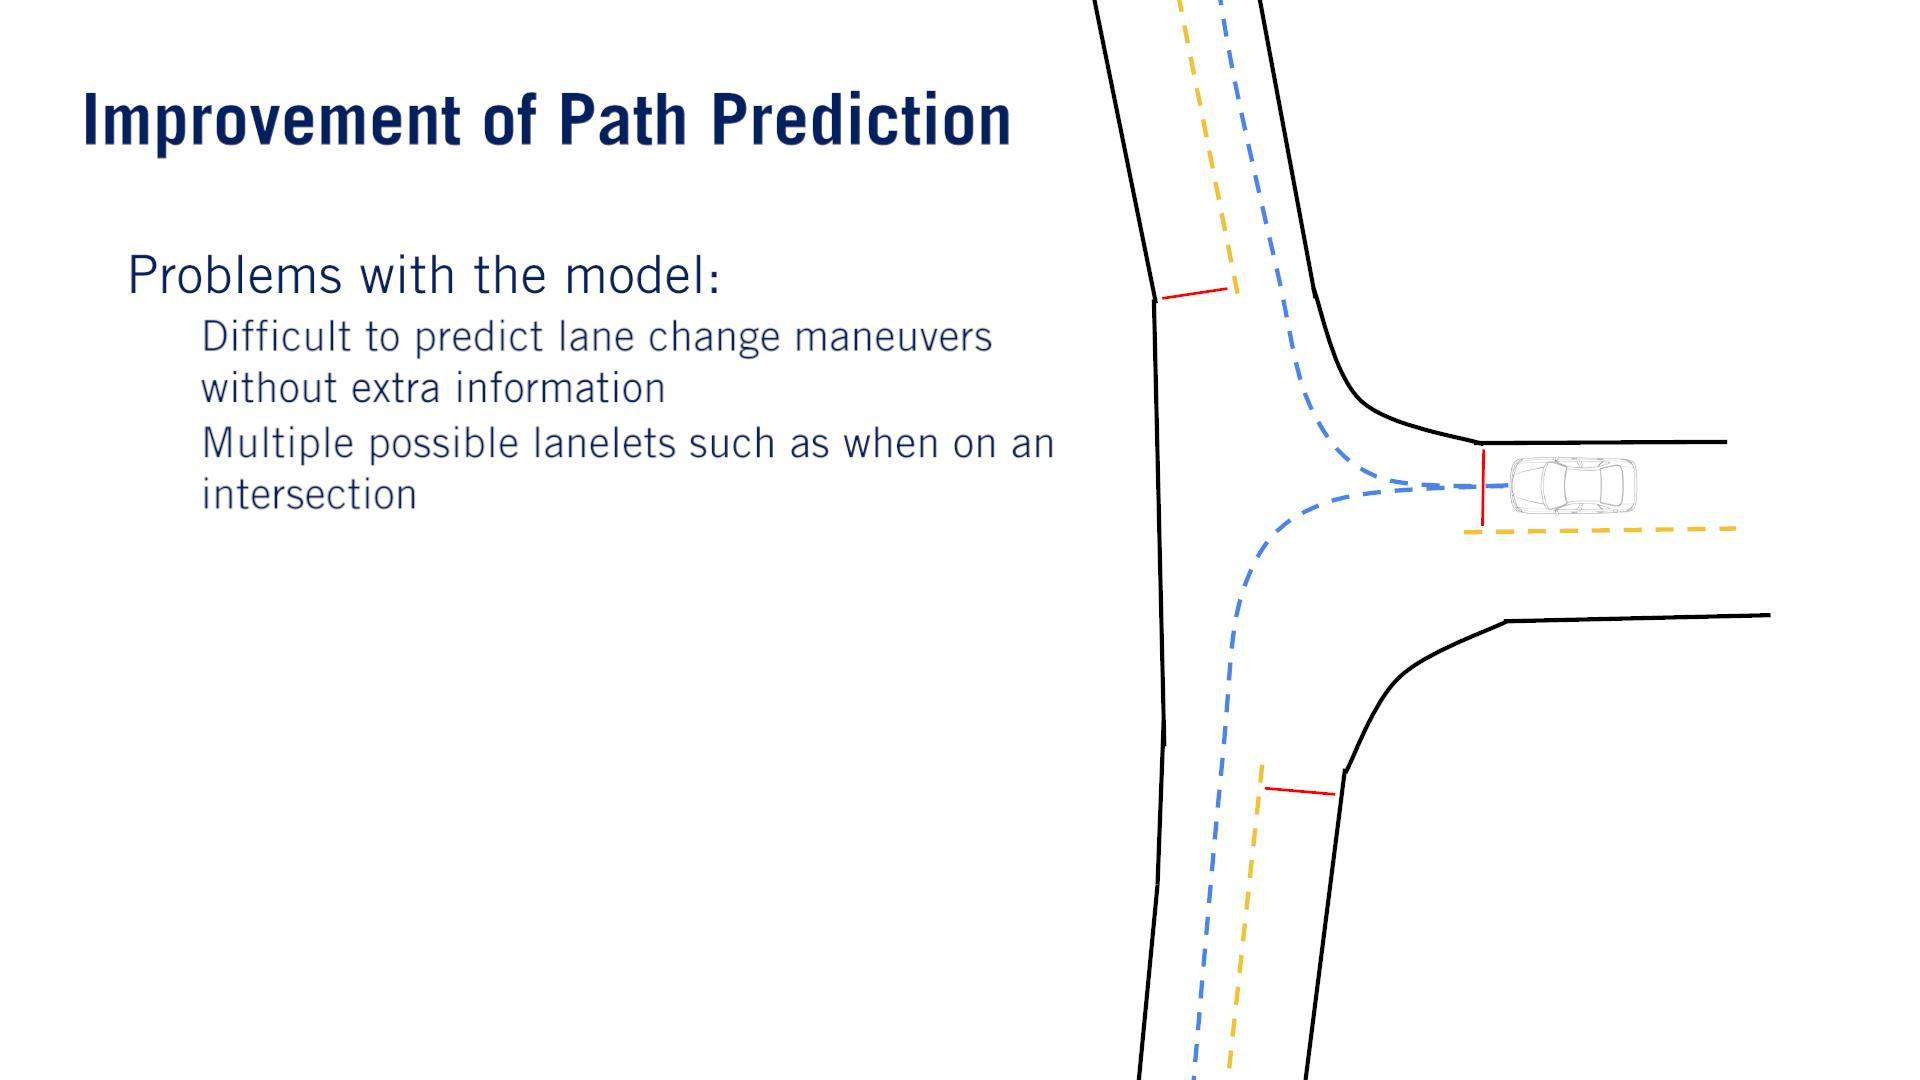 Improvement of Path Prediction
Problems with the model:
Difficult to predict lane change maneuvers
without extra information
Multiple possible lanelets such as when on an
intersection